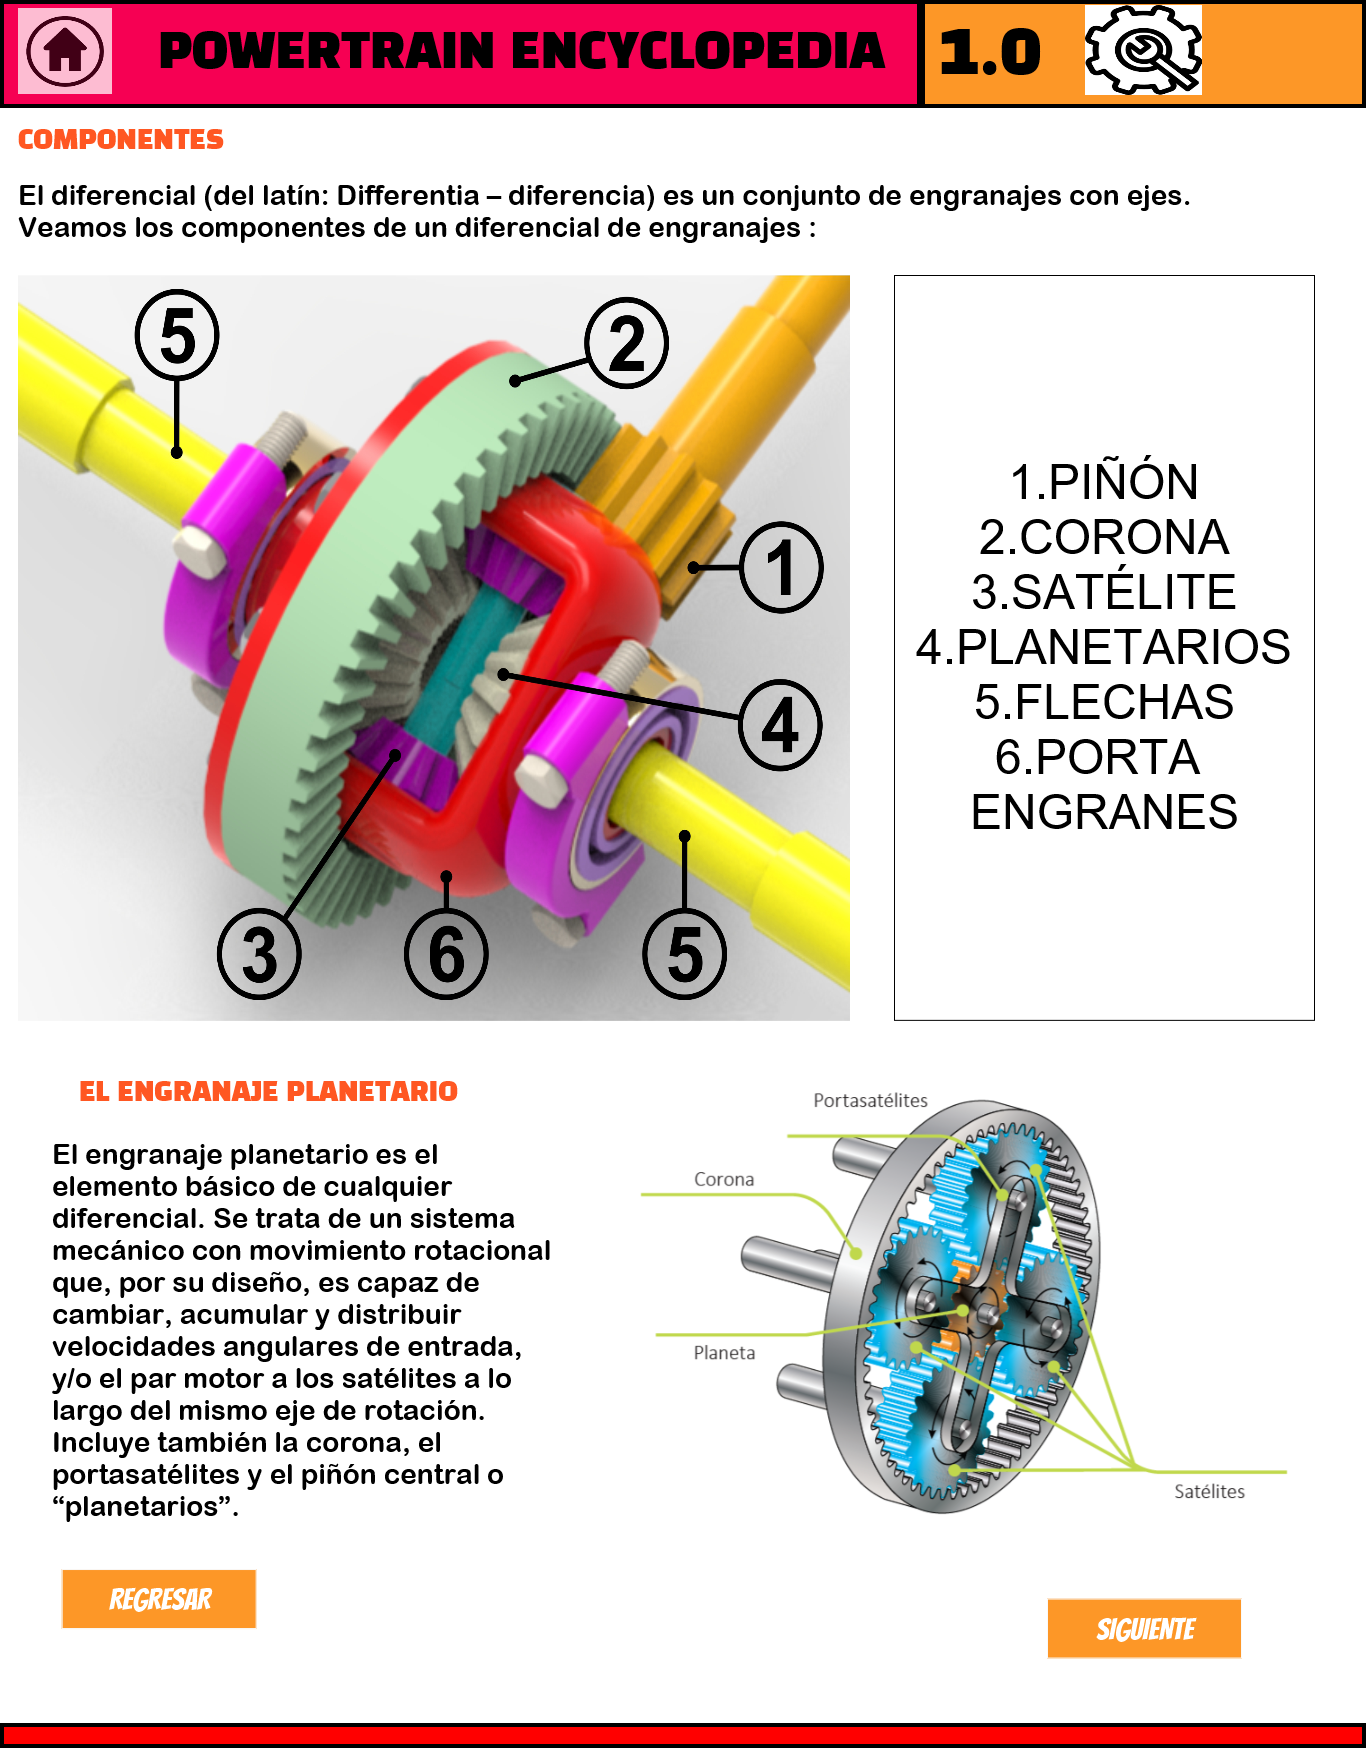 POWERTRAIN ENCYCLOPEDIA
1.0
COMPONENTES
El diferencial (del latín: Differentia – diferencia) es un conjunto de engranajes con ejes.
Veamos los componentes de un diferencial de engranajes :
5
2
1
4
3
6
5
1.PIÑÓN
2.CORONA
3.SATÉLITE
4.PLANETARIOS
5.FLECHAS
6.PORTA
ENGRANES
EL ENGRANAJE PLANETARIO
El engranaje planetario es el
elemento básico de cualquier
diferencial. Se trata de un sistema
mecánico con movimiento rotacional
que, por su diseño, es capaz de
cambiar, acumular y distribuir
velocidades angulares de entrada,
y/o el par motor a los satélites a lo
largo del mismo eje de rotación.
Incluye también la corona, el
portasatélites y el piñón central o
“planetarios”.
Portasatélites
Corona
Planeta
Satélites
REGRESAR
SIGUIENTE